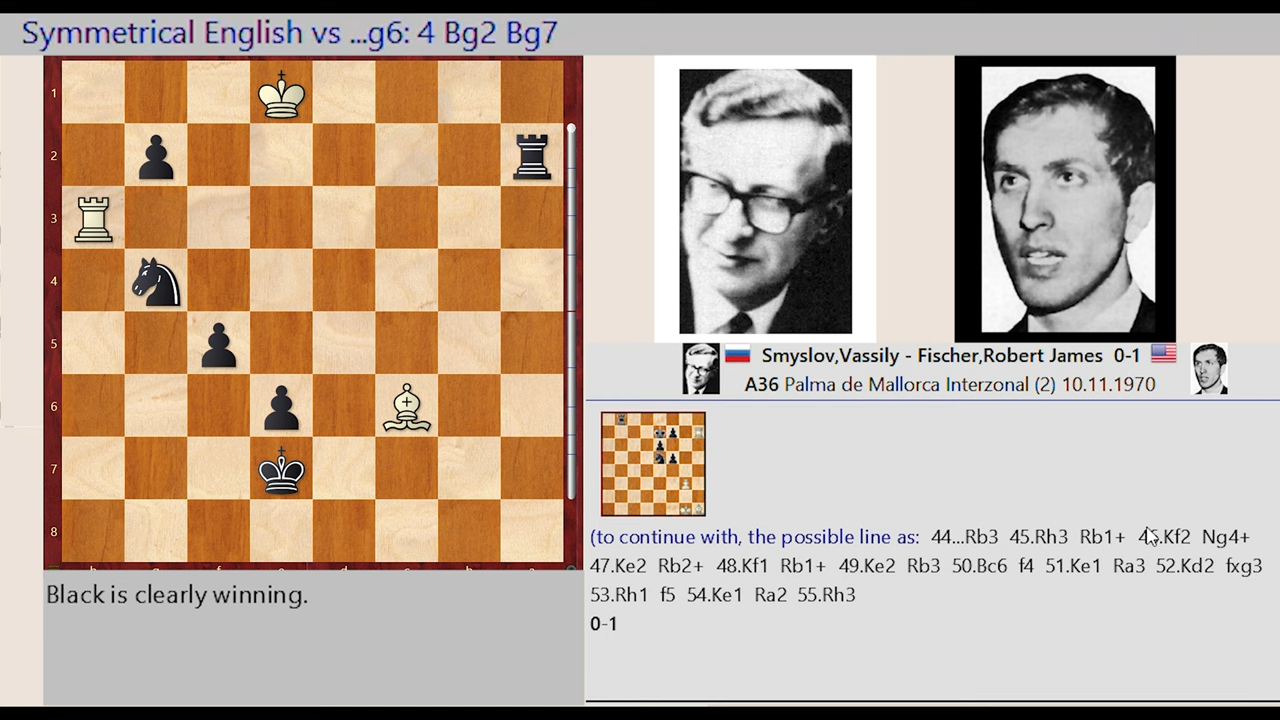 Symmetrical English vs ...g6: 4 Bg2 Bg7
1
2
3
4
5
6
7
8
Smyslov,Vassily - Fischer,Robert James 0-1
A36 Palma de Mallorca Interzonal (2) 10.11.1970
(to continue with, the possible line as: 44...Rb3 45.Rh3 Rb1+ 46.Kf2 Ng4+
47.Ke2 Rb2+ 48.Kf1 Rb1+ 49.Ke2 Rb3 50.Bc6 f4 51.Ke1 Ra3 52.Kd2 fxg3
53.Rh1 f5 54.Ke1 Ra2 55.Rh3
0-1
Black is clearly winning.